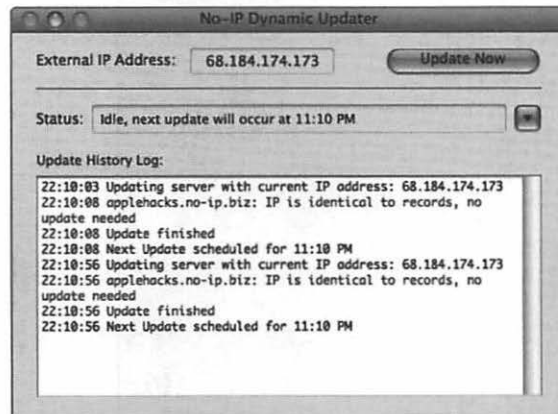 No-IP Dynamic Updater
External IP Address: 68.184.174.173 Update Now
Status: Idle, next update will occur at 11:10 PM
Update History Log:
22:10:03 Updating server with current IP address: 68.184.174.173
22:10:08 applehacks.no-ip.biz: IP is identical to records, no
update needed
22:10:08 Update finished
22:10:08 Next Update scheduled for 11:10 PM
22:10:56 Updating server with current IP address: 68.184.174.173
22:10:56 applehacks.no-ip.biz: IP is identical to records, no
update needed
22:10:56 Update finished
22:10:56 Next Update scheduled for 11:10 PM